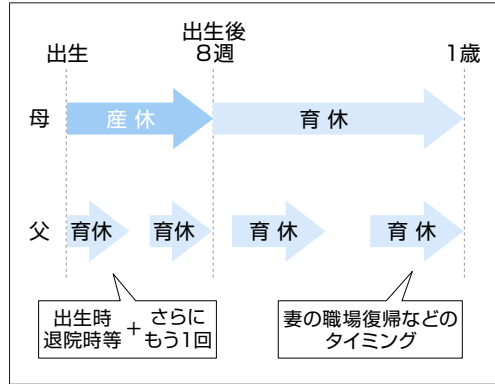 出生
出生後
8週
1歳
母
産休
育休
父
育休
育休
育休
育休
出生時
退院時等
+
さらに
もう1回
妻の職場復帰などの
タイミング